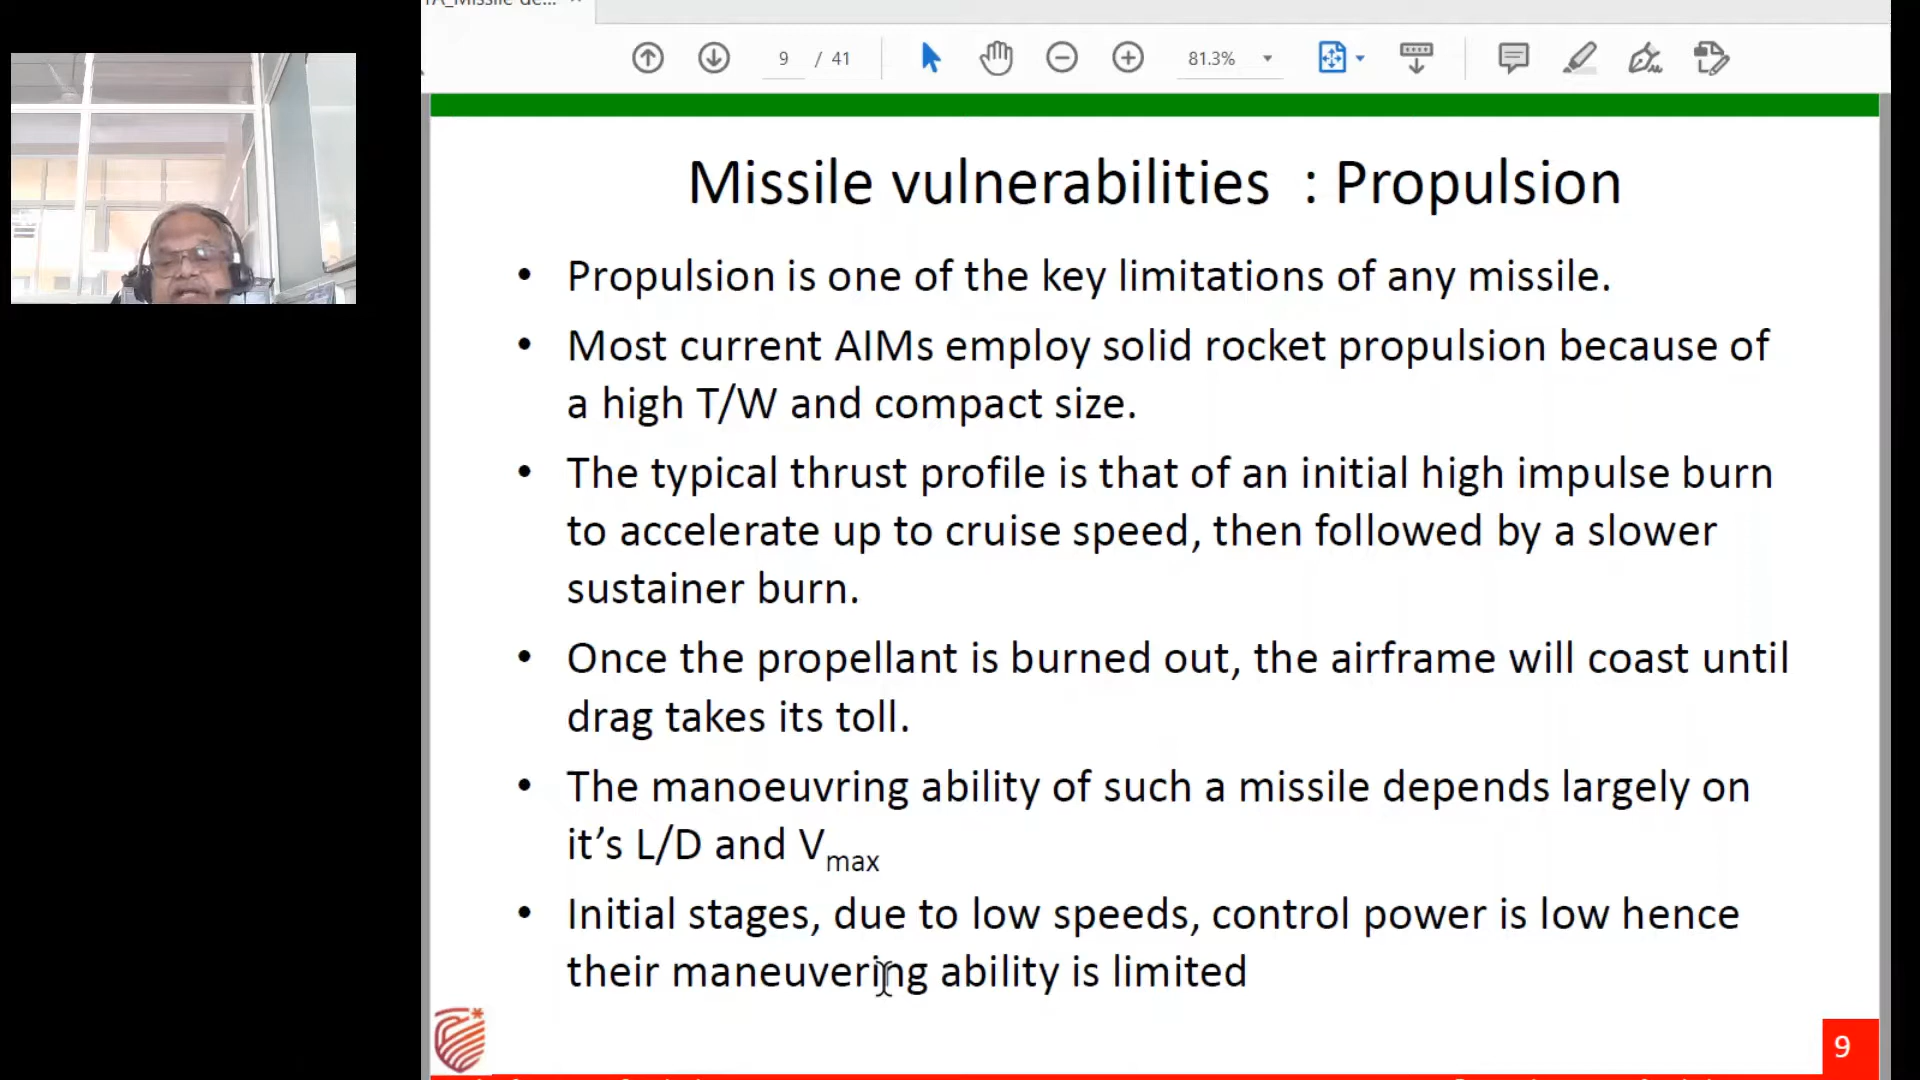 9 / 41
81.3%
Missile vulnerabilities : Propulsion
• Propulsion is one of the key limitations of any missile.
• Most current AIMs employ solid rocket propulsion because of
a high T/W and compact size.
• The typical thrust profile is that of an initial high impulse burn
to accelerate up to cruise speed, then followed by a slower
sustainer burn.
• Once the propellant is burned out, the airframe will coast until
drag takes its toll.
• The manoeuvring ability of such a missile depends largely on
it's L/D and Vmax
• Initial stages, due to low speeds, control power is low hence
their maneuvering ability is limited
9